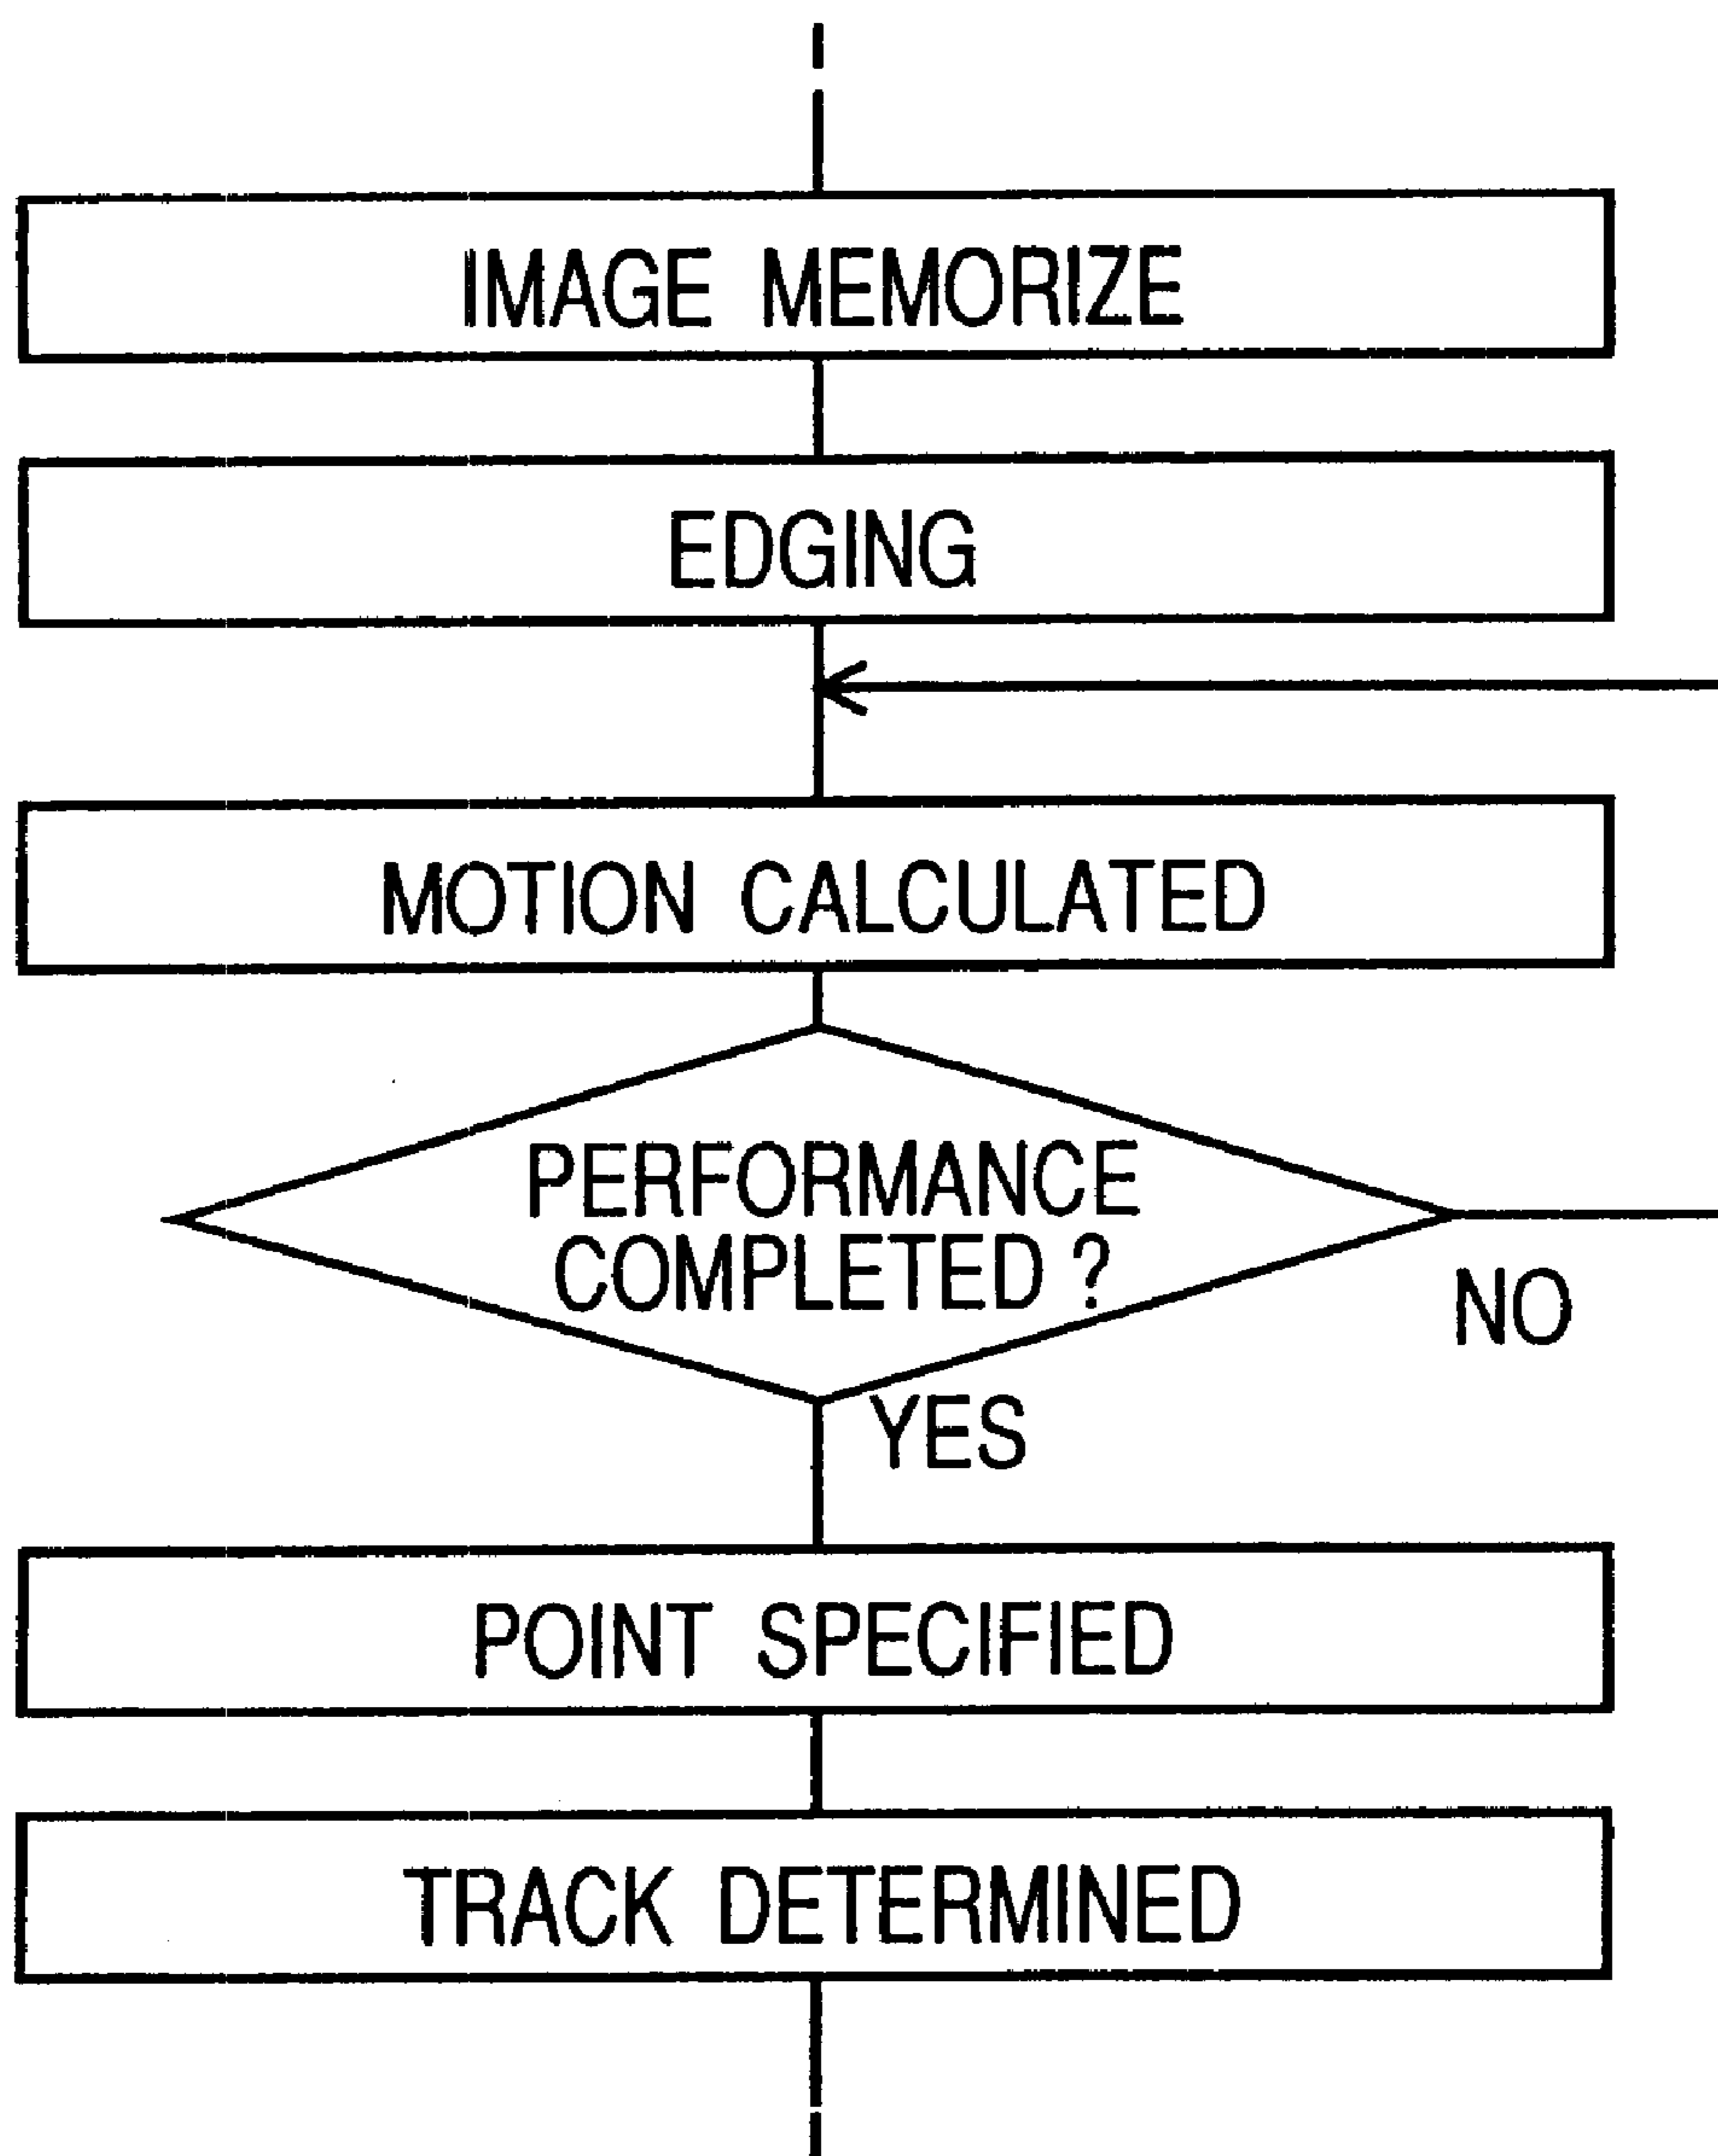 IMAGE MEMORIZE
EDGING
MOTION CALCULATED
PERFORMANCE
COMPLETED ?
NO
YES
POINT SPECIFIED
TRACK DETERMINED